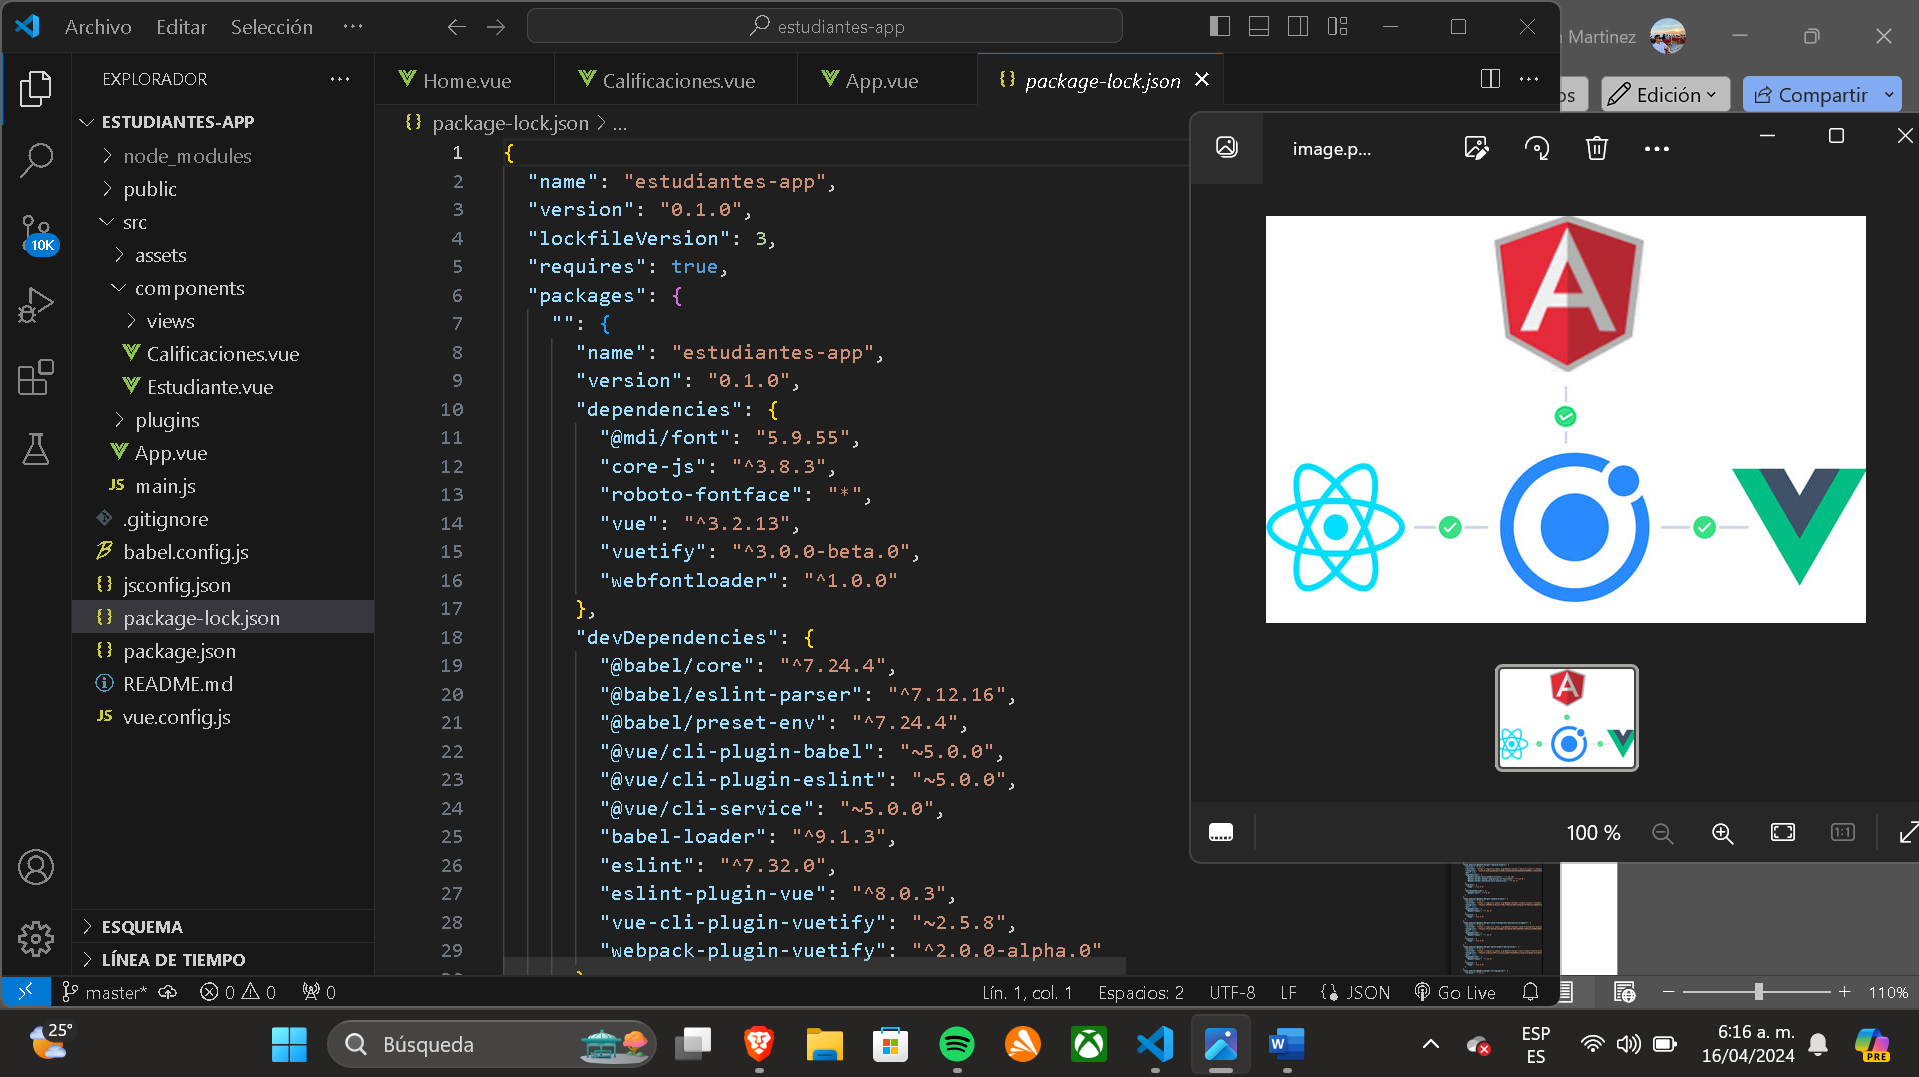 Archivo Editar Selección ···
estudiantes-app
Martinez
EXPLORADOR
ESTUDIANTES-APP
node_modules
public
src
assets
components
views
Calificaciones.vue
Estudiante.vue
plugins
App.vue
JS main.js
.gitignore
babel.config.js
{} jsconfig.json
{} package-lock.json
{} package.json
README.md
JS vue.config.js
ESQUEMA
LÍNEA DE TIEMPO
10K
Home.vue
Calificaciones.vue
App.vue
{} package-lock.json
{} package-lock.json > ...
1 {
2 "name": "estudiantes-app",
3 "version": "0.1.0",
4 "lockfileVersion": 3,
5 "requires": true,
6 "packages": {
7 "": {
8 "name": "estudiantes-app",
9 "version": "0.1.0",
10 "dependencies": {
11 "@mdi/font": "5.9.55",
12 "core-js": "^3.8.3",
13 "roboto-fontface": "*",
14 "vue": "^3.2.13",
15 "vuetify": "^3.0.0-beta.0",
16 "webfontloader": "^1.0.0"
17 },
18 "devDependencies": {
19 "@babel/core": "^7.24.4",
20 "@babel/eslint-parser": "^7.12.16",
21 "@babel/preset-env": "^7.24.4",
22 "@vue/cli-plugin-babel": "~5.0.0",
23 "@vue/cli-plugin-eslint": "~5.0.0",
24 "@vue/cli-service": "~5.0.0",
25 "babel-loader": "^9.1.3",
26 "eslint": "^7.32.0",
27 "eslint-plugin-vue": "^8.0.3",
28 "vue-cli-plugin-vuetify": "~2.5.8",
29 "webpack-plugin-vuetify": "^2.0.0-alpha.0"
os
Edición
Compartir
image.p...
A
100 %
1:1
master* 0 0 0
Lín. 1, col. 1 Espacios: 2 UTF-8 LF {} JSON Go Live
110%
25°
Búsqueda
ESP
ES
6:16 a. m.
16/04/2024
PRE